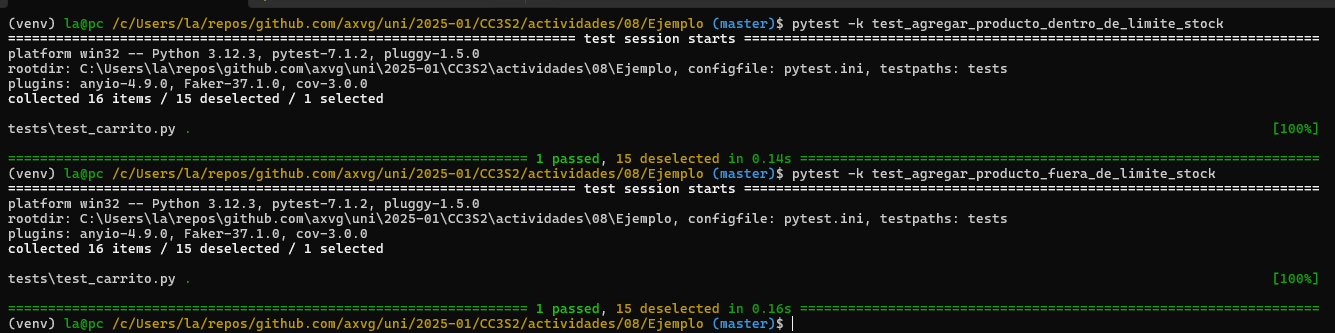 (venv) la@pc /c/Users/la/repos/github.com/axvg/uni/2025-01/CC3S2/actividades/08/Ejemplo (master)$ pytest -k test_agregar_producto_dentro_de_limite_stock
======================================================================= test session starts ========================================================================
platform win32 -- Python 3.12.3, pytest-7.1.2, pluggy-1.5.0
rootdir: C:\Users\la\repos\github.com\axvg\uni\2025-01\CC3S2\actividades\08\Ejemplo, configfile: pytest.ini, testpaths: tests
plugins: anyio-4.9.0, Faker-37.1.0, cov-3.0.0
collected 16 items / 15 deselected / 1 selected
tests\test_carrito.py . [100%]
================================================================= 1 passed, 15 deselected in 0.14s =================================================================
(venv) la@pc /c/Users/la/repos/github.com/axvg/uni/2025-01/CC3S2/actividades/08/Ejemplo (master)$ pytest -k test_agregar_producto_fuera_de_limite_stock
======================================================================= test session starts ========================================================================
platform win32 -- Python 3.12.3, pytest-7.1.2, pluggy-1.5.0
rootdir: C:\Users\la\repos\github.com\axvg\uni\2025-01\CC3S2\actividades\08\Ejemplo, configfile: pytest.ini, testpaths: tests
plugins: anyio-4.9.0, Faker-37.1.0, cov-3.0.0
collected 16 items / 15 deselected / 1 selected
tests\test_carrito.py . [100%]
================================================================= 1 passed, 15 deselected in 0.16s =================================================================
(venv) la@pc /c/Users/la/repos/github.com/axvg/uni/2025-01/CC3S2/actividades/08/Ejemplo (master)$